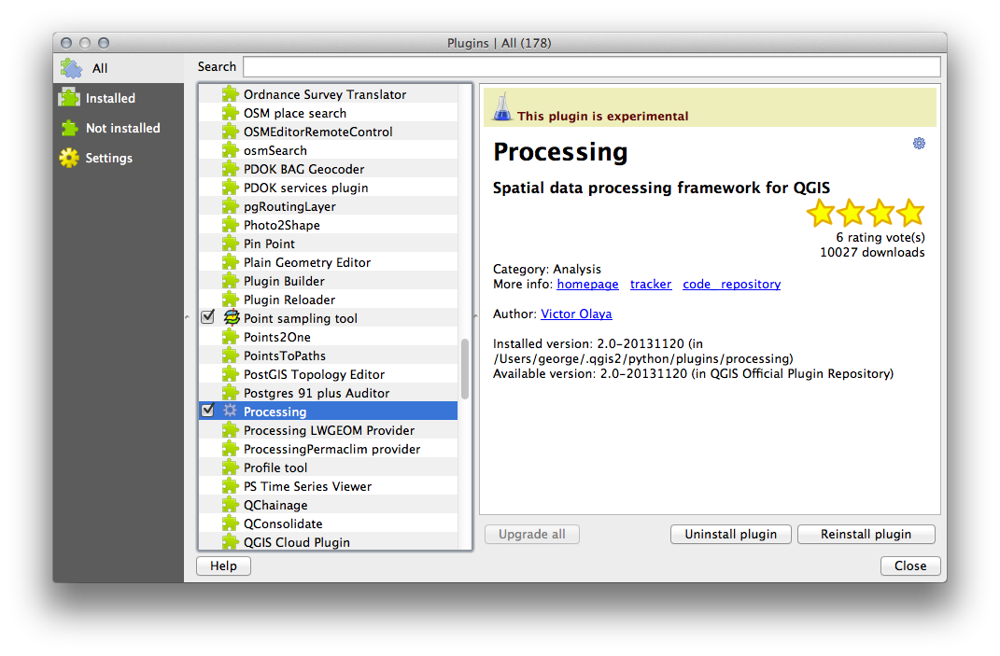 Plugins | All (178)
All
Installed
Not installed
Settings
Search
Ordnance Survey Translator
OSM place search
OSMEditorRemoteControl
osmSearch
PDOK BAG Geocoder
PDOK services plugin
pgRoutingLayer
Photo2Shape
Pin Point
Plain Geometry Editor
Plugin Builder
Plugin Reloader
Point sampling tool
Points2One
PointsToPaths
PostGIS Topology Editor
Postgres 91 plus Auditor
Processing
Processing LWGEOM Provider
ProcessingPermaclim provider
Profile tool
PS Time Series Viewer
QChainage
QConsolidate
QGIS Cloud Plugin
This plugin is experimental
Processing
Spatial data processing framework for QGIS
6 rating vote(s)
10027 downloads
Category: Analysis
More info: homepage tracker code_repository
Author: Victor Olaya
Installed version: 2.0-20131120 (in
/Users/george/.qgis2/python/plugins/processing)
Available version: 2.0-20131120 (in QGIS Official Plugin Repository)
Upgrade all
Uninstall plugin
Reinstall plugin
Help
Close